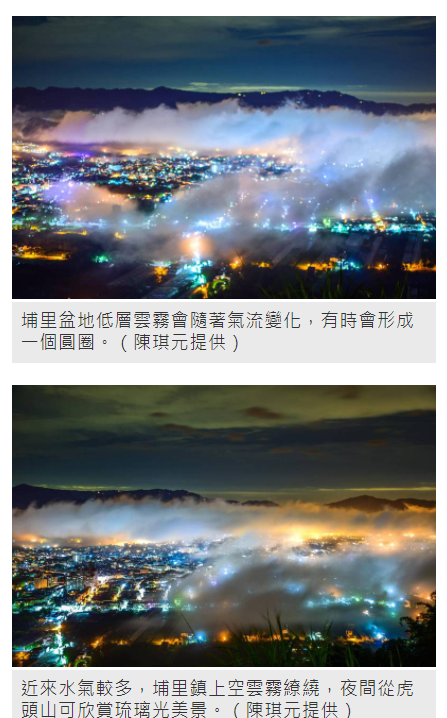 埔里盆地低層雲霧會隨著氣流變化，有時會形成
一個圓圈。（陳琪元提供）
近來水氣較多，埔里鎮上空雲霧繚繞，夜間從虎
頭山可欣賞琉璃光美景。（陳琪元提供）